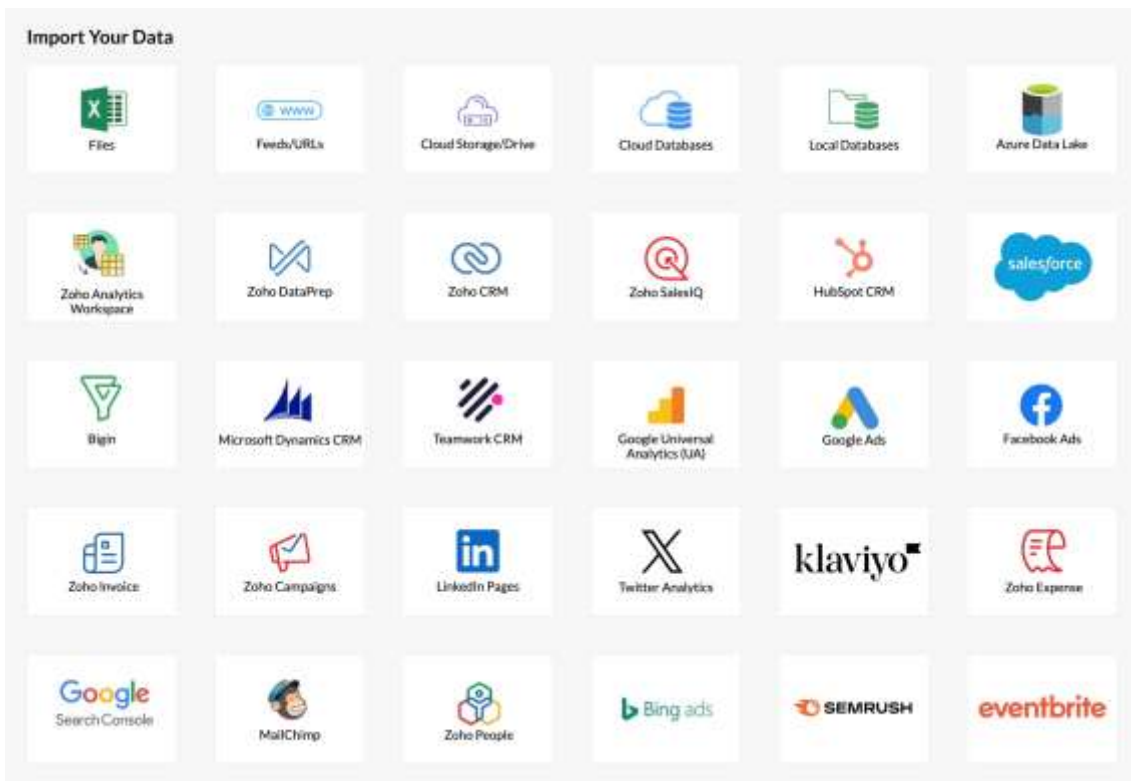 Import Your Data
Files
www
Feeds/URLs
Cloud Storage/Drive
Cloud Databases
Local Databases
Azure Data Lake
Zoho Analytics
Workspace
Zoho DataPrep
Zoho CRM
Zoho SalesIQ
HubSpot CRM
salesforce
Bigin
Microsoft Dynamics CRM
Teamwork CRM
Google Universal
Analytics (UA)
Google Ads
Facebook Ads
Zoho Invoice
Zoho Campaigns
in
LinkedIn Pages
Twitter Analytics
klaviyo
Zoho Expense
Google
Search Console
MailChimp
Zoho People
Bing ads
SEMRUSH
eventbrite